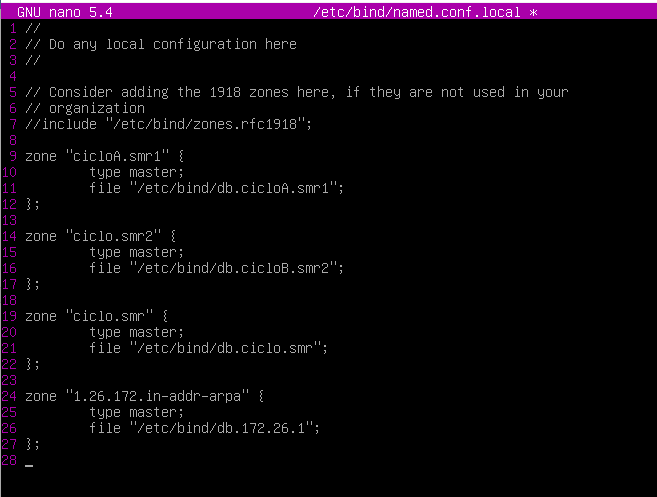 GNU nano 5.4 /etc/bind/named.conf.local *
1 //
2 // Do any local configuration here
3 //
4
5 // Consider adding the 1918 zones here, if they are not used in your
6 // organization
7 //include "/etc/bind/zones.rfc1918";
8
9 zone "cicloA.smr1" {
10 type master;
11 file "/etc/bind/db.cicloA.smr1";
12 };
13
14 zone "ciclo.smr2" {
15 type master;
16 file "/etc/bind/db.cicloB.smr2";
17 };
18
19 zone "ciclo.smr" {
20 type master;
21 file "/etc/bind/db.ciclo.smr";
22 };
23
24 zone "1.26.172.in-addr-arpa" {
25 type master;
26 file "/etc/bind/db.172.26.1";
27 };
28 _